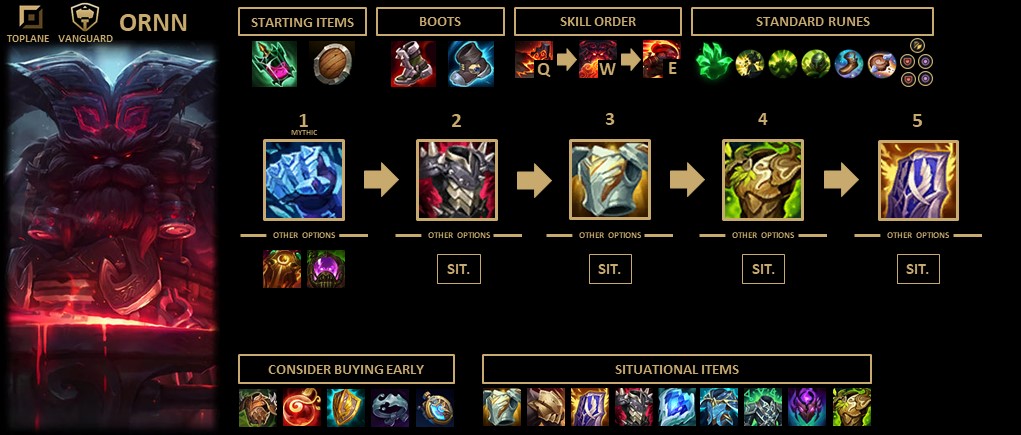 TOPLANE
VANGUARD
ORNN
STARTING ITEMS
BOOTS
SKILL ORDER
STANDARD RUNES
Q
W
E
1
MYTHIC
2
3
4
5
OTHER OPTIONS
OTHER OPTIONS
OTHER OPTIONS
OTHER OPTIONS
OTHER OPTIONS
SIT.
SIT.
SIT.
SIT.
CONSIDER BUYING EARLY
SITUATIONAL ITEMS